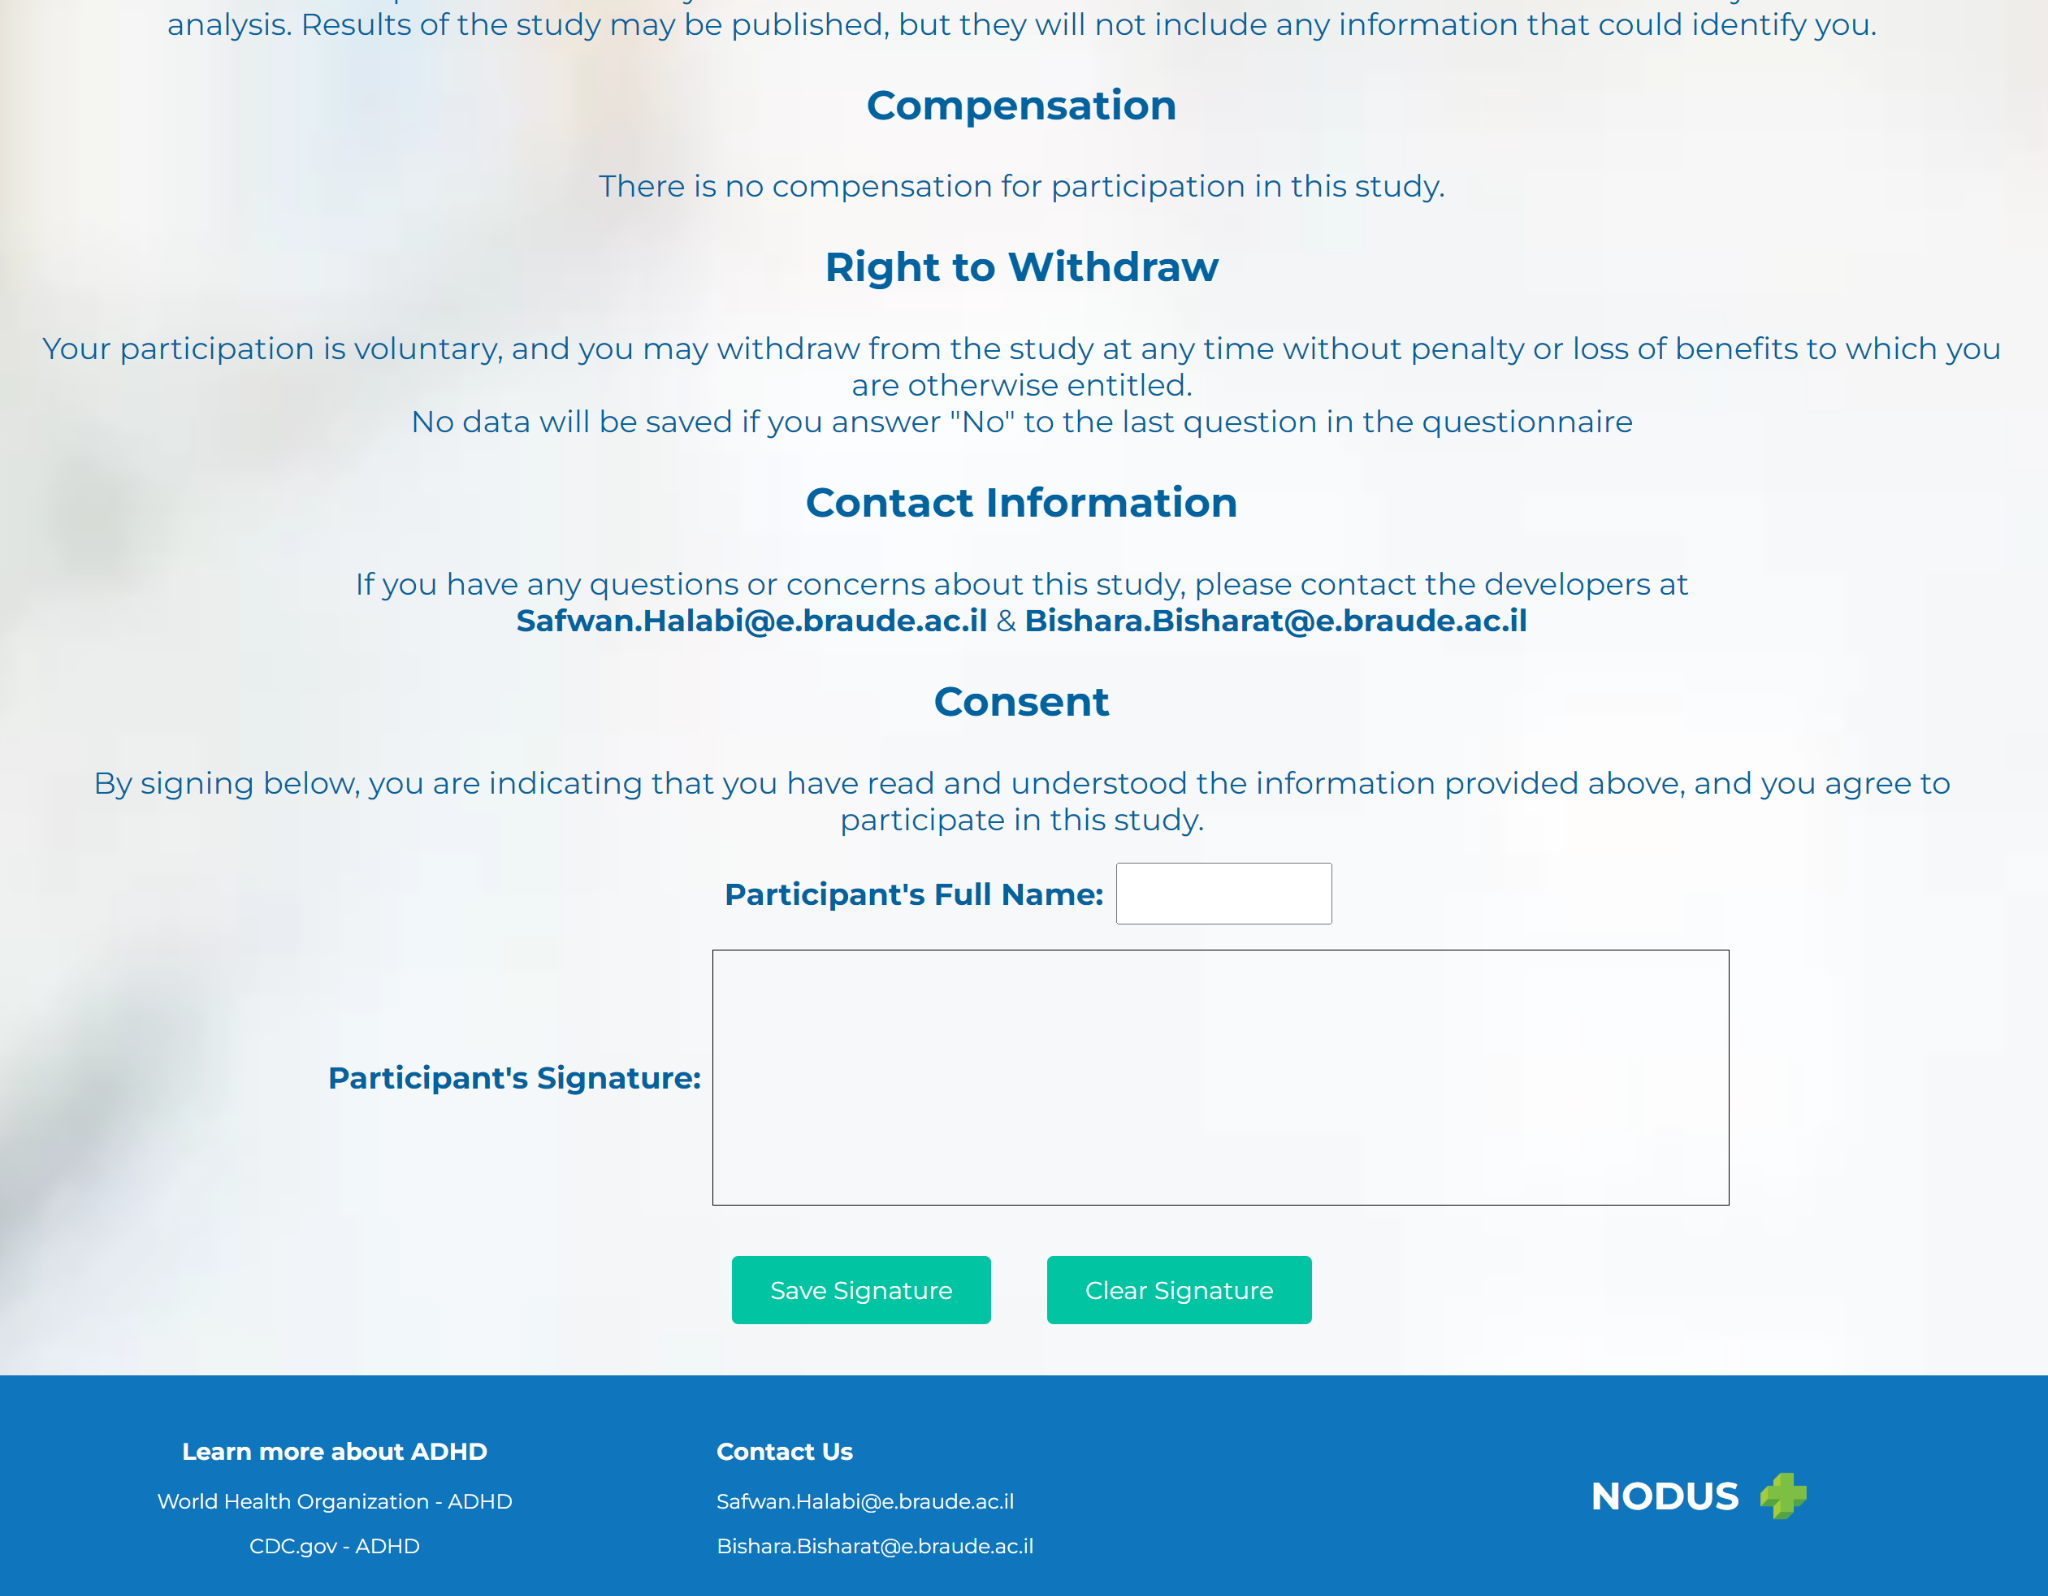 analysis. Results of the study may be published, but they will not include any information that could identify you.
Compensation
There is no compensation for participation in this study.
Right to Withdraw
Your participation is voluntary, and you may withdraw from the study at any time without penalty or loss of benefits to which you
are otherwise entitled.
No data will be saved if you answer "No" to the last question in the questionnaire
Contact Information
If you have any questions or concerns about this study, please contact the developers at
Safwan.Halabi@e.braude.ac.il & Bishara.Bisharat@e.braude.ac.il
Consent
By signing below, you are indicating that you have read and understood the information provided above, and you agree to
participate in this study.
Participant's Full Name:
Participant's Signature:
Save Signature
Clear Signature
Learn more about ADHD
World Health Organization - ADHD
CDC.gov - ADHD
Contact Us
Safwan.Halabi@e.braude.ac.il
Bishara.Bisharat@e.braude.ac.il
NODUS